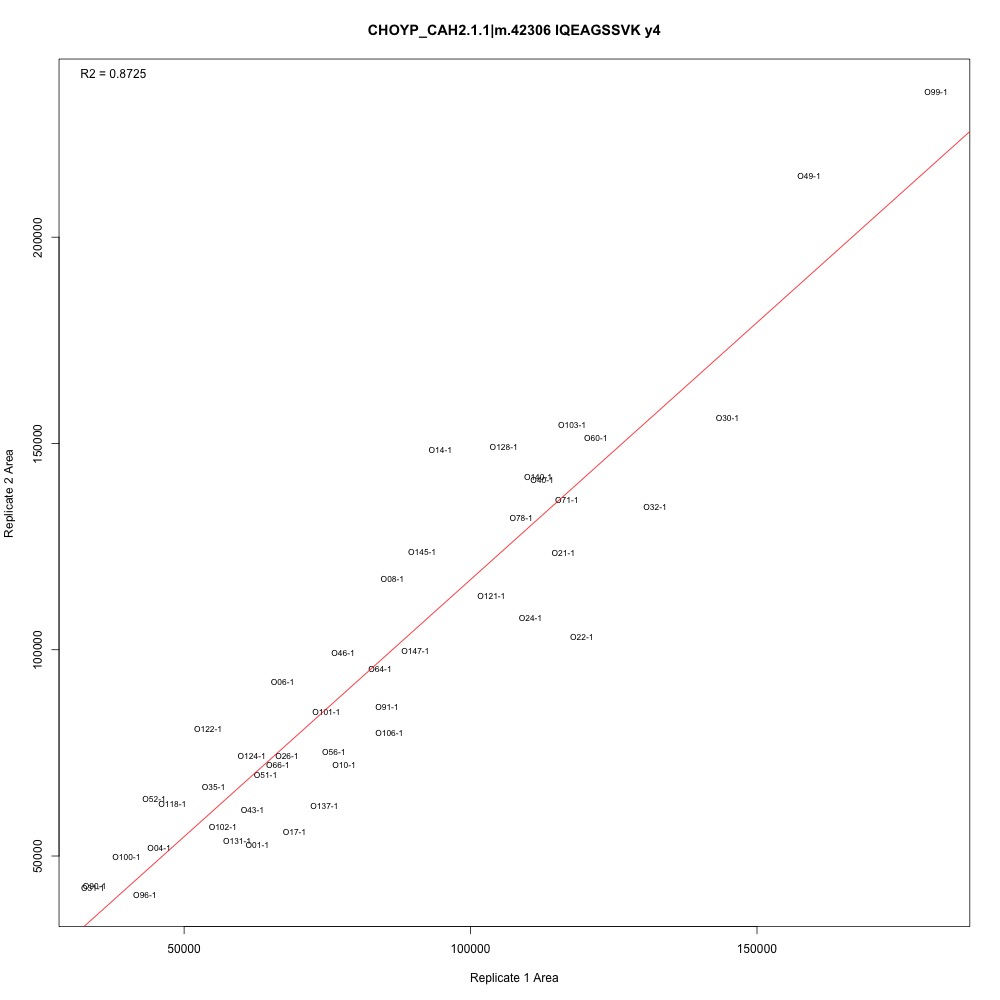 CHOYP_CAH2.1.1|m.42306 IQEAGSSVK y4
R2 = 0.8725
O99-1
O49-1
200000
O30-1
O103-1
O60-1
150000
O128-1
O14-1
O140-1
O40-1
O71-1
O32-1
O78-1
O145-1
O21-1
O08-1
O121-1
O24-1
O22-1
100000
O46-1
O147-1
O64-1
O06-1
O91-1
O101-1
O122-1
O106-1
O56-1
O124-1
O26-1
O66-1
O10-1
O51-1
O35-1
O52-1
O118-1
O137-1
O43-1
O102-1
O17-1
O131-1
O01-1
O04-1
50000
O100-1
O96-1
Replicate 2 Area
50000
100000
150000
Replicate 1 Area